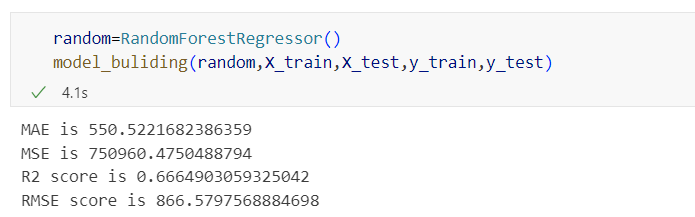 random=RandomForestRegressor()
model_buliding(random,X_train,X_test,y_train,y_test)
4.1s
MAE is 550.5221682386359
MSE is 750960.4750488794
R2 score is 0.6664903059325042
RMSE score is 866.5797568884698